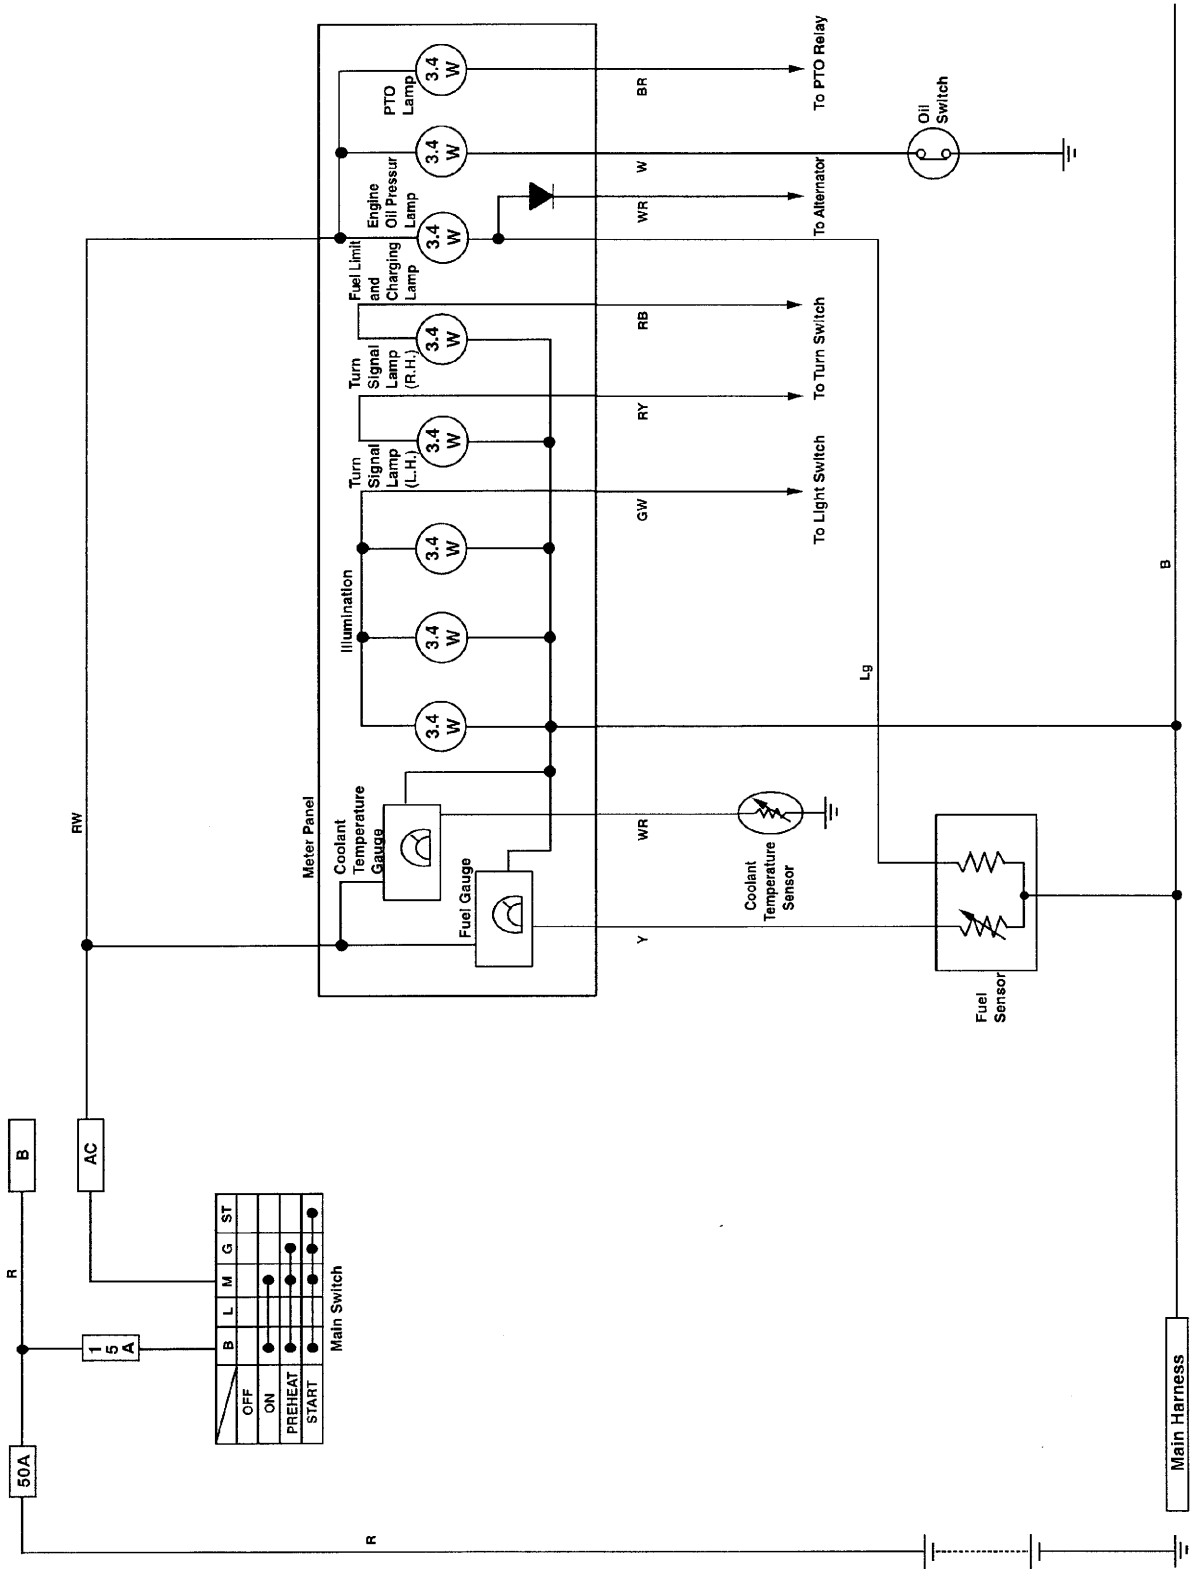 R
50A
R
B
1
5
A
AC
RW
B L M G ST
OFF
ON
PREHEAT
START
Main Switch
Meter Panel
Coolant
Temperature
Gauge
Fuel Gauge
Illumination
3.4
W
3.4
W
3.4
W
Turn
Signal
Lamp
(L.H.)
3.4
W
Turn
Signal
Lamp
(R.H.)
3.4
W
Fuel Limit
and
Charging
Lamp
3.4
W
Engine
Oil Pressur
Lamp
3.4
W
PTO
Lamp
3.4
W
Y
WR
GW
RY
RB
WR
W
BR
To Light Switch
To Turn Switch
To Alternator
To PTO Relay
Coolant
Temperature
Sensor
Lg
Oil
Switch
Fuel
Sensor
B
Main Harness